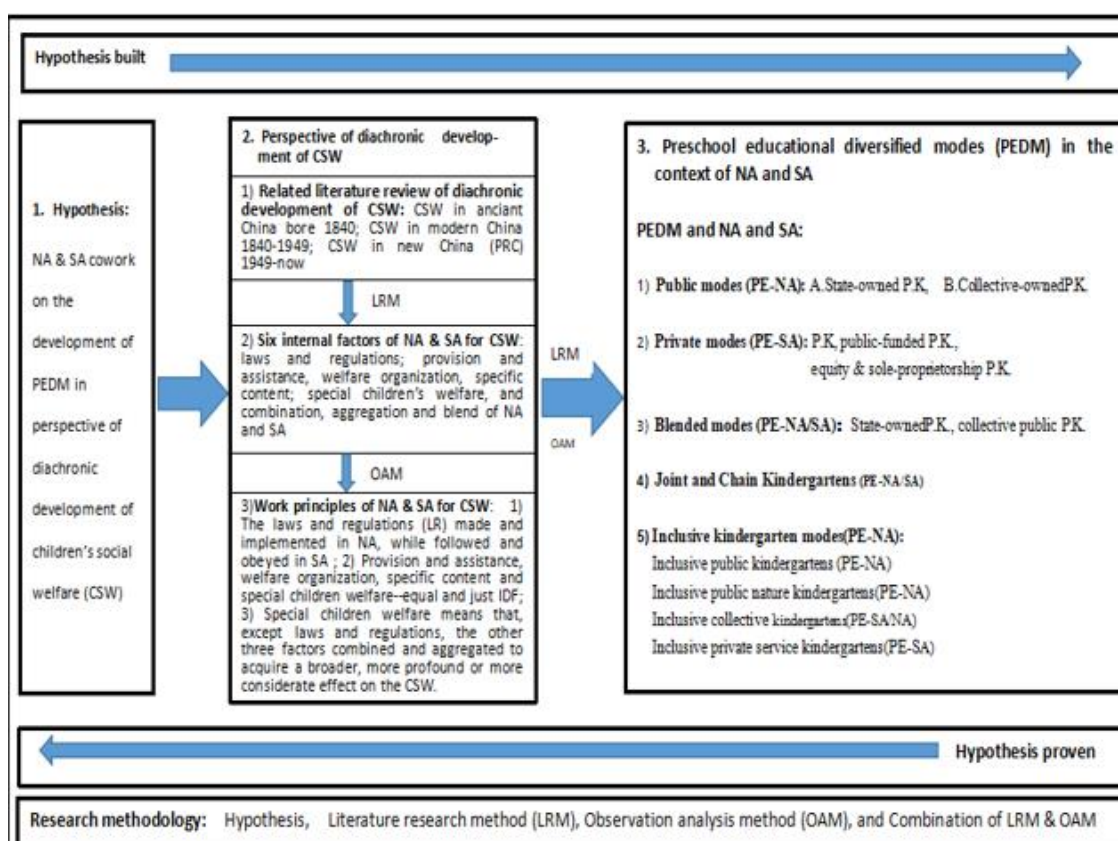 Hypothesis built
1. Hypothesis:
NA & SA cowork
on the
development of
PEDM in
perspective of
diachronic
development of
children's social
welfare (CSW)
2. Perspective of diachronic develop-
ment of CSW
1) Related literature review of diachronic
development of CSW: CSW in anciant
China bore 1840; CSW in modern China
1840-1949; CSW in new China (PRC)
1949-now
LRM
2) Six internal factors of NA & SA for CSW:
laws and regulations; provision and
assistance, welfare organization, specific
content; special children's welfare, and
combination, aggregation and blend of NA
and SA
OAM
3)Work principles of NA & SA for CSW: 1)
The laws and regulations (LR) made and
implemented in NA, while followed and
obeyed in SA ; 2) Provision and assistance,
welfare organization, specific content and
special children welfare--equal and just IDF;
3) Special children welfare means that,
except laws and regulations, the other
three factors combined and aggregated to
acquire a broader, more profound or more
considerate effect on the CSW.
LRM
OAM
3. Preschool educational diversified modes (PEDM) in the
context of NA and SA
PEDM and NA and SA:
1) Public modes (PE-NA): A.State-owned P.K, B.Collective-ownedP.K.
2) Private modes (PE-SA): P.K, public-funded P.K.,
equity & sole-proprietorship P.K.
3) Blended modes (PE-NA/SA): State-ownedP.K., collective public P.K.
4) Joint and Chain Kindergartens (PE-NA/SA)
5) Inclusive kindergarten modes(PE-NA):
Inclusive public kindergartens (PE-NA)
Inclusive public nature kindergartens(PE-NA)
Inclusive collective kindergartens(PE-SA/NA)
Inclusive private service kindergartens(PE-SA)
Hypothesis proven
Research methodology: Hypothesis, Literature research method (LRM), Observation analysis method (OAM), and Combination of LRM & OAM